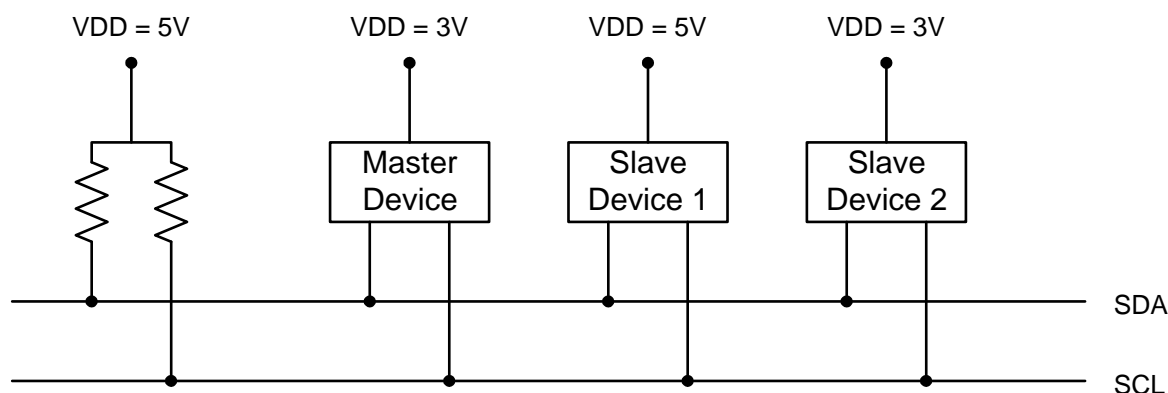 VDD = 5V
VDD = 3V
VDD = 5V
VDD = 3V
Master
Device
Slave
Device 1
Slave
Device 2
SDA
SCL